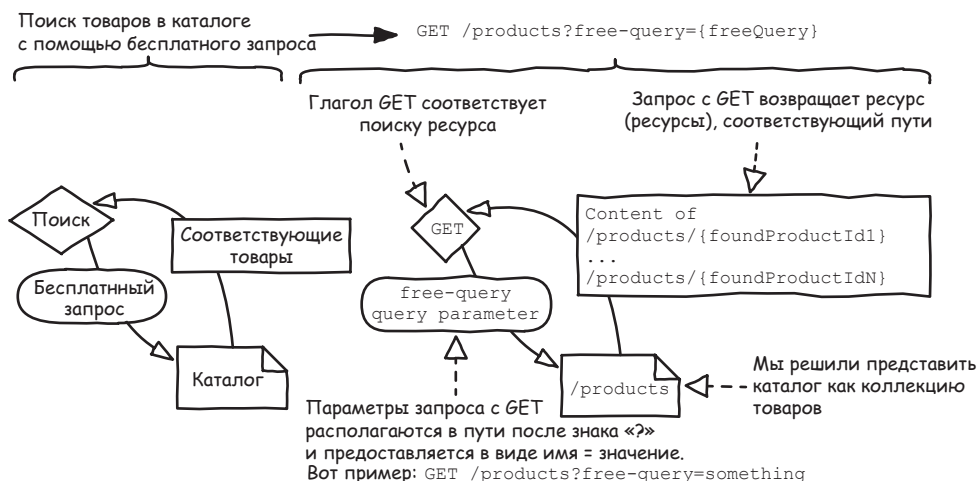 Поиск товаров в каталоге
с помощью бесплатного запроса
GET /products?free-query={freeQuery}
Глагол GET соответствует
поиску ресурса
Запрос с GET возвращает ресурс
(ресурсы), соответствующий пути
Поиск
Соответствующие
товары
Бесплатнный
запрос
Каталог
GET
Content of
/products/{foundProductId1}
...
/products/{foundProductIdN}
free-query
query parameter
/products
Мы решили представить
каталог как коллекцию
товаров
Параметры запроса с GET
располагаются в пути после знака «?»
и предоставляется в виде имя = значение.
Вот пример: GET /products?free-query=something